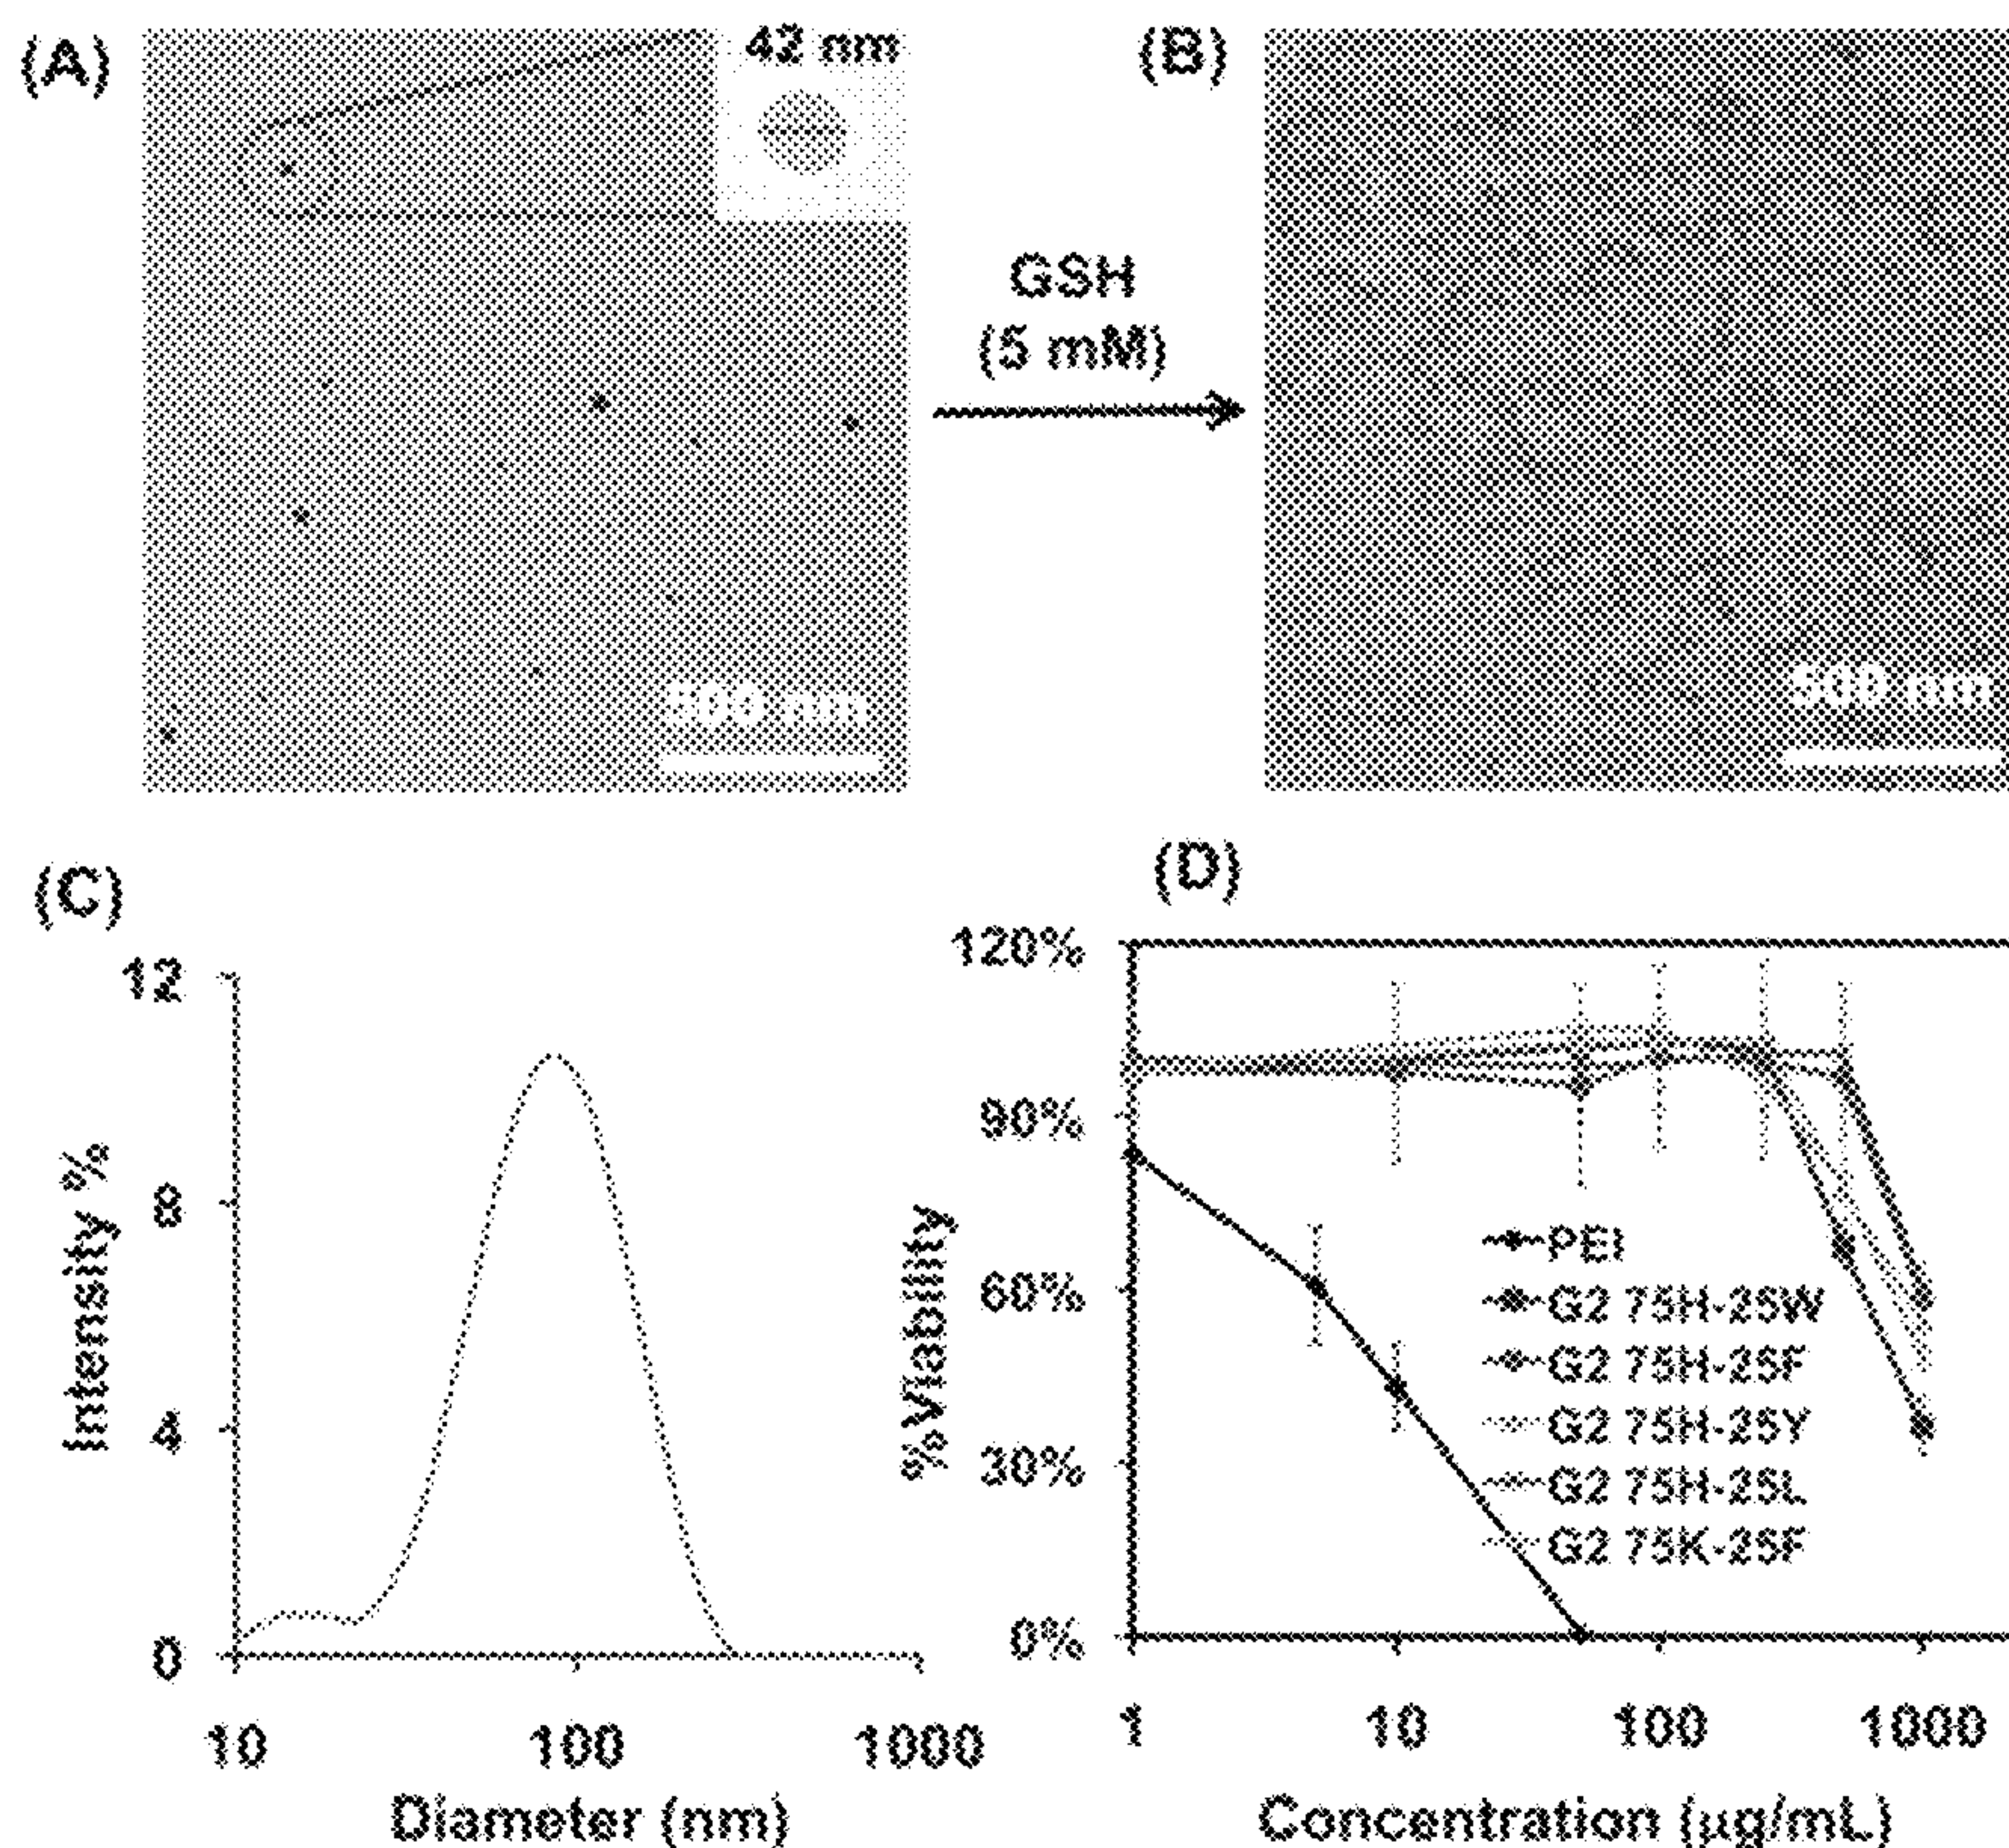 (A)
42 nm
500 nm
GSH
(5 mM)
(B)
500 nm
(C)
12
8
4
0
Intensity %
10
100
1000
Diameter (nm)
(D)
120%
90%
60%
30%
0%
%Viability
PEI
G2 75H-25W
G2 75H-25F
G2 75H-25Y
G2 75H-25L
G2 75K-25F
1
10
100
1000
Concentration (µg/mL)